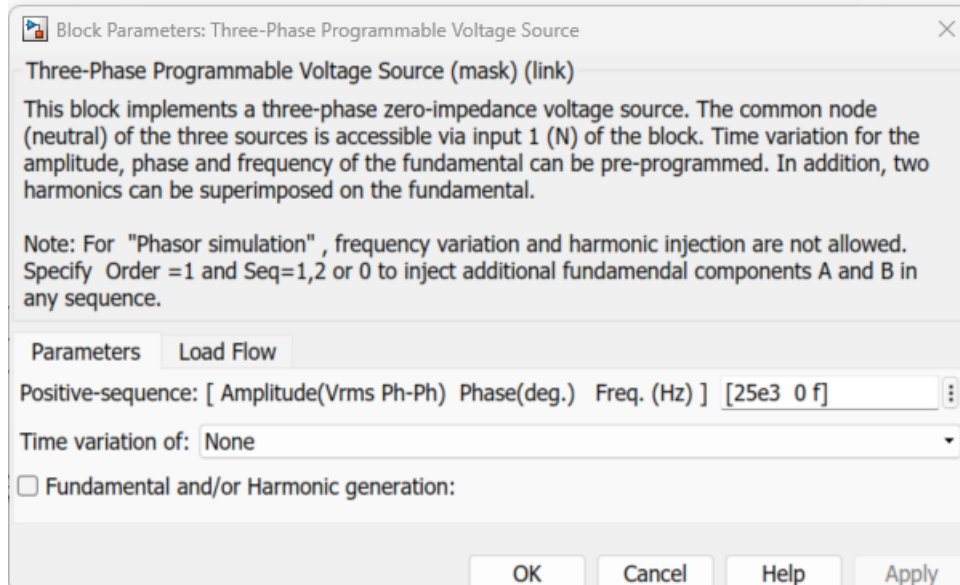 Block Parameters: Three-Phase Programmable Voltage Source
Three-Phase Programmable Voltage Source (mask) (link)
This block implements a three-phase zero-impedance voltage source. The common node
(neutral) of the three sources is accessible via input 1 (N) of the block. Time variation for the
amplitude, phase and frequency of the fundamental can be pre-programmed. In addition, two
harmonics can be superimposed on the fundamental.
Note: For "Phasor simulation" , frequency variation and harmonic injection are not allowed.
Specify Order =1 and Seq=1,2 or 0 to inject additional fundamendal components A and B in
any sequence.
Parameters Load Flow
Positive-sequence: [ Amplitude(Vrms Ph-Ph) Phase(deg.) Freq. (Hz) ] [25e3 0 f]
Time variation of: None
Fundamental and/or Harmonic generation:
OK Cancel Help Apply